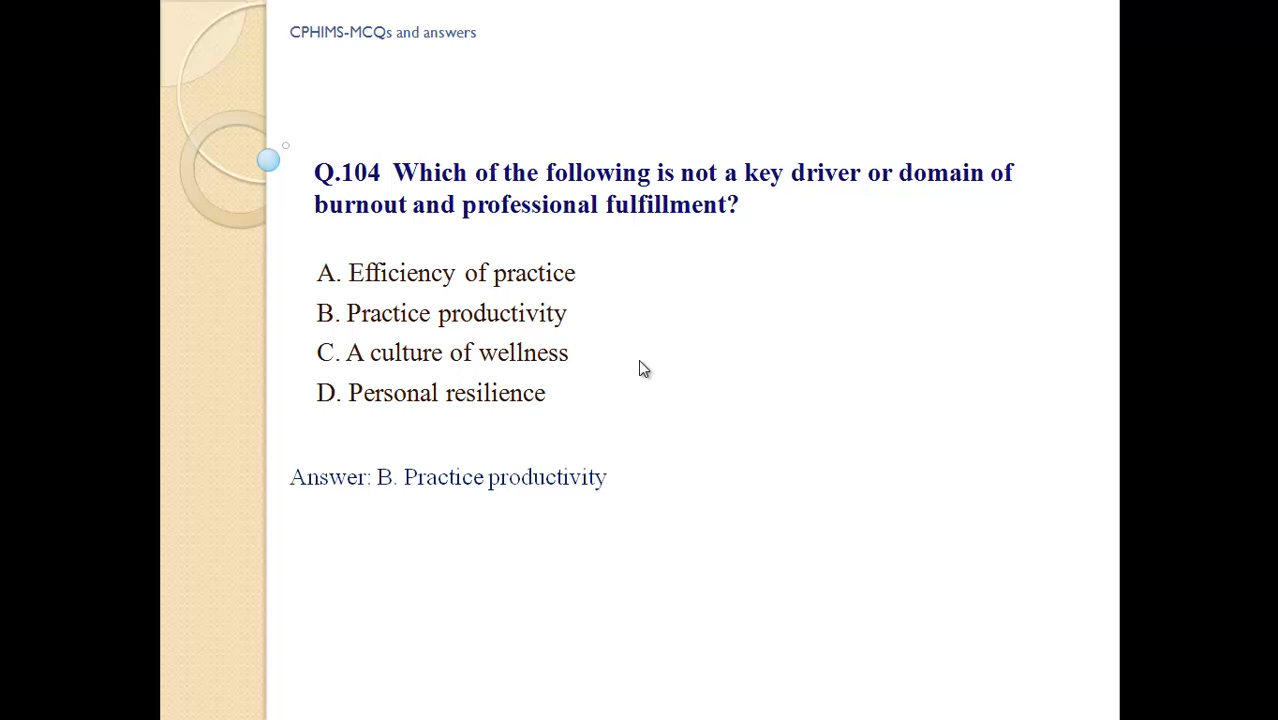 CPHIMS-MCQs and answers
Q.104 Which of the following is not a key driver or domain of
burnout and professional fulfillment?
A. Efficiency of practice
B. Practice productivity
C. A culture of wellness
D. Personal resilience
Answer: B. Practice productivity